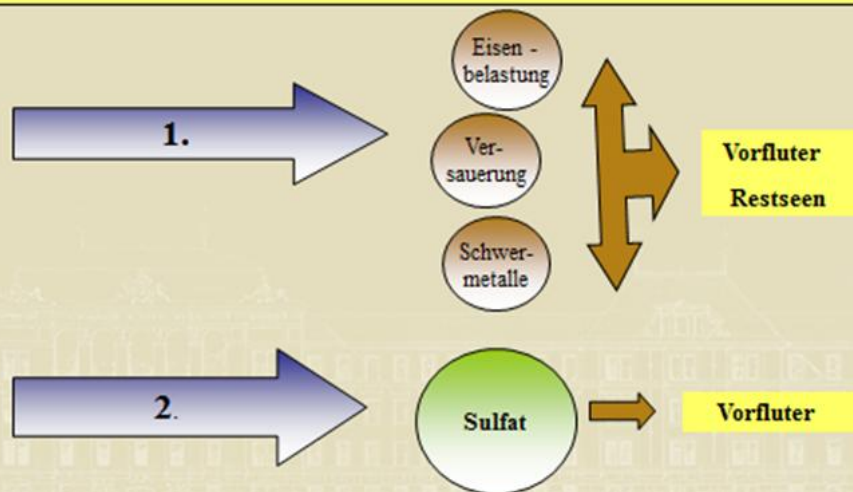 1.
Eisen -
belastung
Ver-
sauerung
Schwer-
metalle
Vorfluter
Restseen
2.
Sulfat
Vorfluter